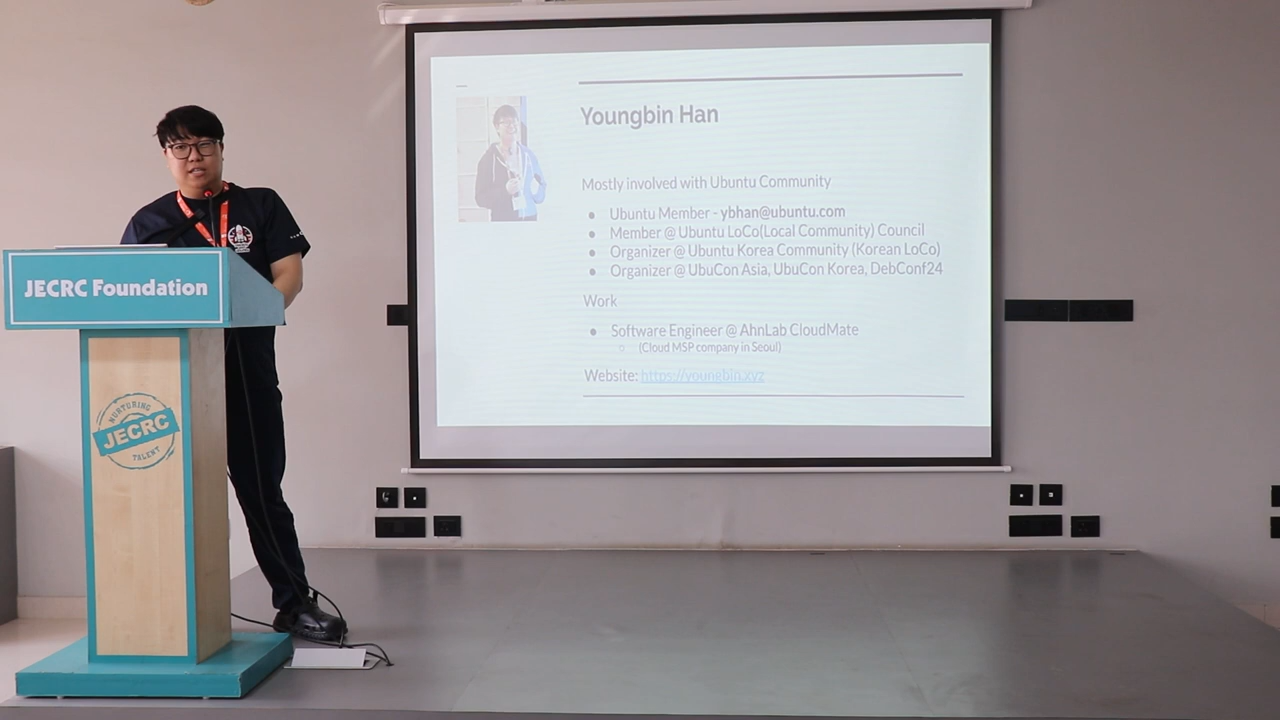 Youngbin Han
Mostly involved with Ubuntu Community
● Ubuntu Member - ybhan@ubuntu.com
● Member @ Ubuntu LoCo(Local Community) Council
● Organizer @ Ubuntu Korea Community (Korean LoCo)
● Organizer @ UbuCon Asia, UbuCon Korea, DebConf24
Work
● Software Engineer @ AhnLab CloudMate
○ (Cloud MSP company in Seoul)
Website: https://youngbin.xyz
JECRC Foundation
NURTURING
JECRC
TALENT